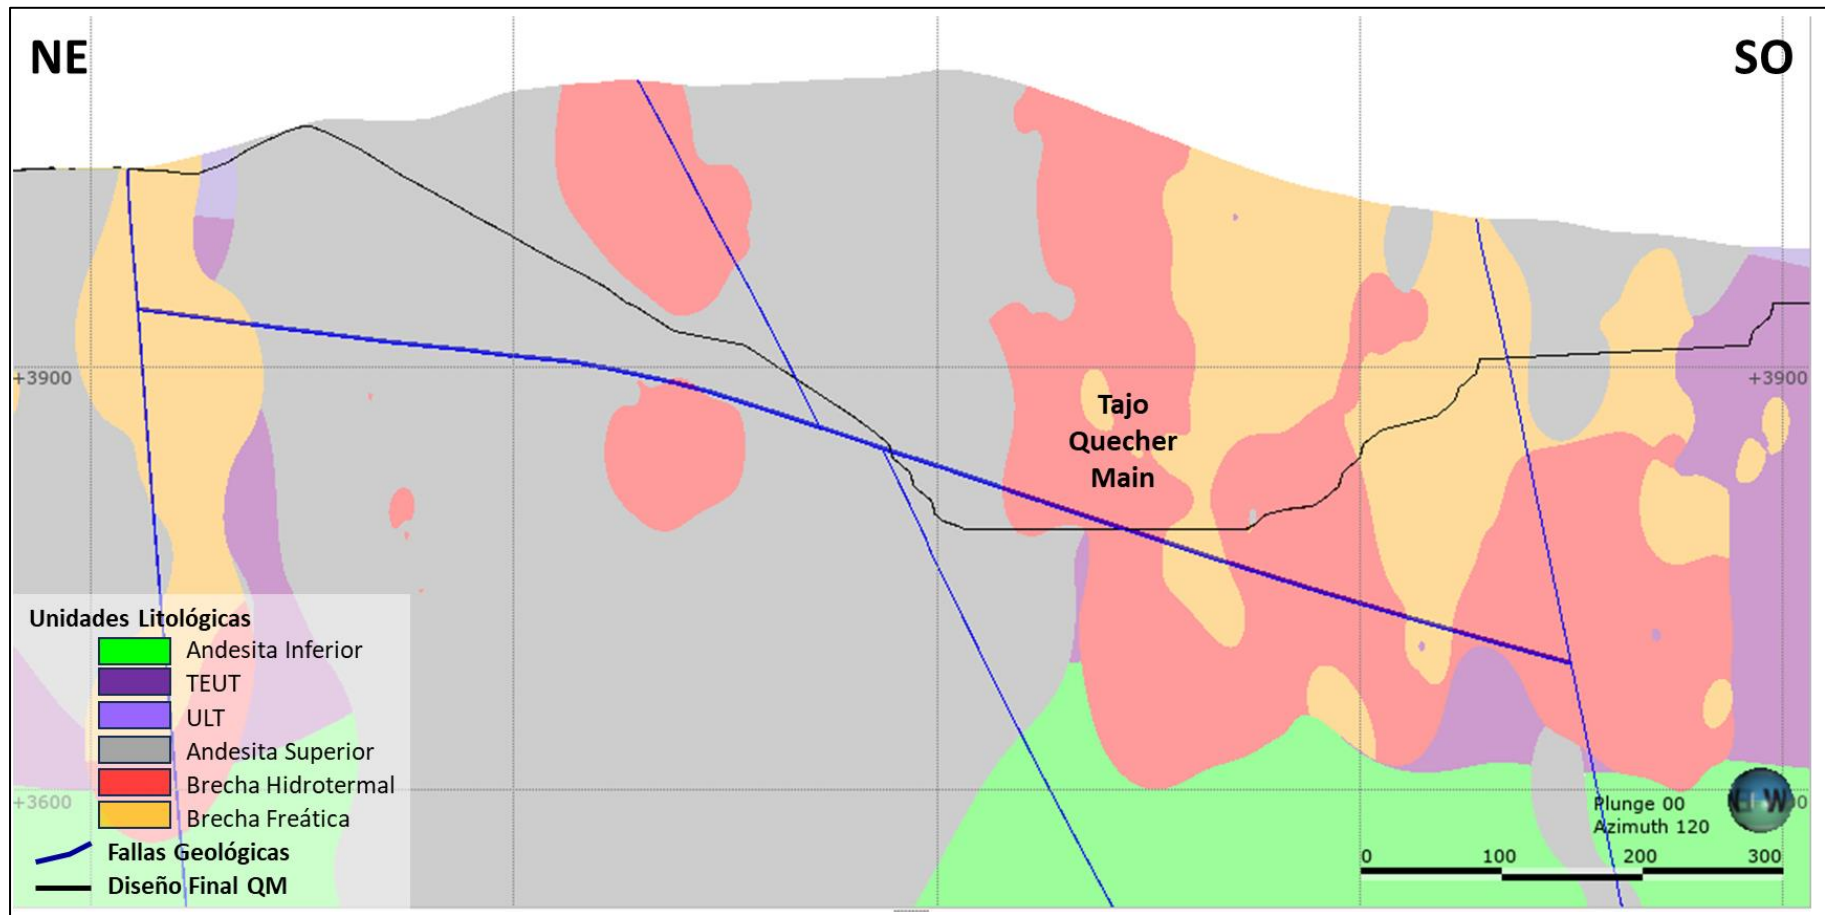 NE
SO
+3900
+3900
Tajo
Quecher
Main
Unidades Litológicas
Andesita Inferior
TEUT
ULT
Andesita Superior
Brecha Hidrotermal
Brecha Freática
Fallas Geológicas
Diseño Final QM
+3600
Plunge 00
Azimuth 120
0 100 200 300